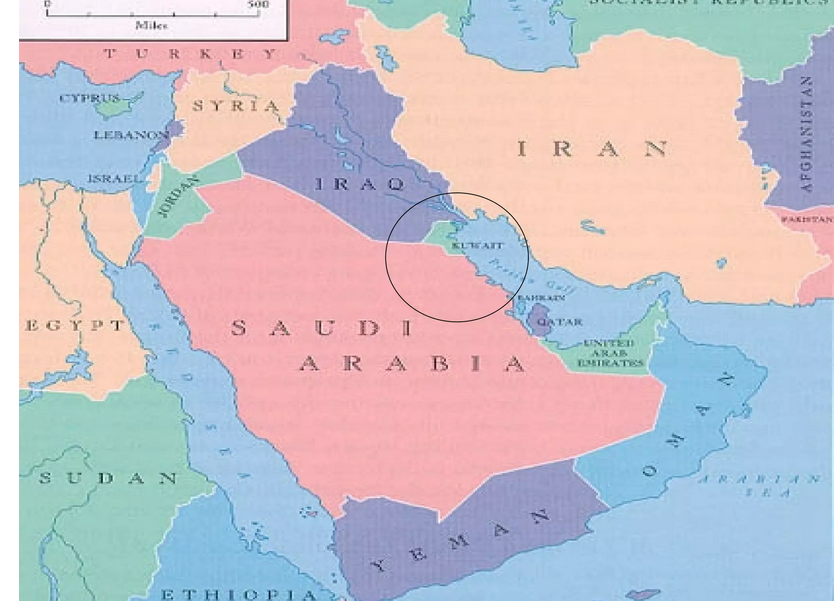 0 500
Miles
SOCIALIST REPUBLICS
TURKEY
CYPRUS
SYRIA
LEBANON
AFGHANISTAN
IRAN
ISRAEL
JORDAN
IRAQ
PAKISTAN
KUWAIT
Persian Gulf
BAHRAIN
QATAR
EGYPT
RED
SEA
SAUDI
ARABIA
UNITED
ARAB
EMIRATES
OMAN
SUDAN
ARABIAN
SEA
YEMAN
ETHIOPIA